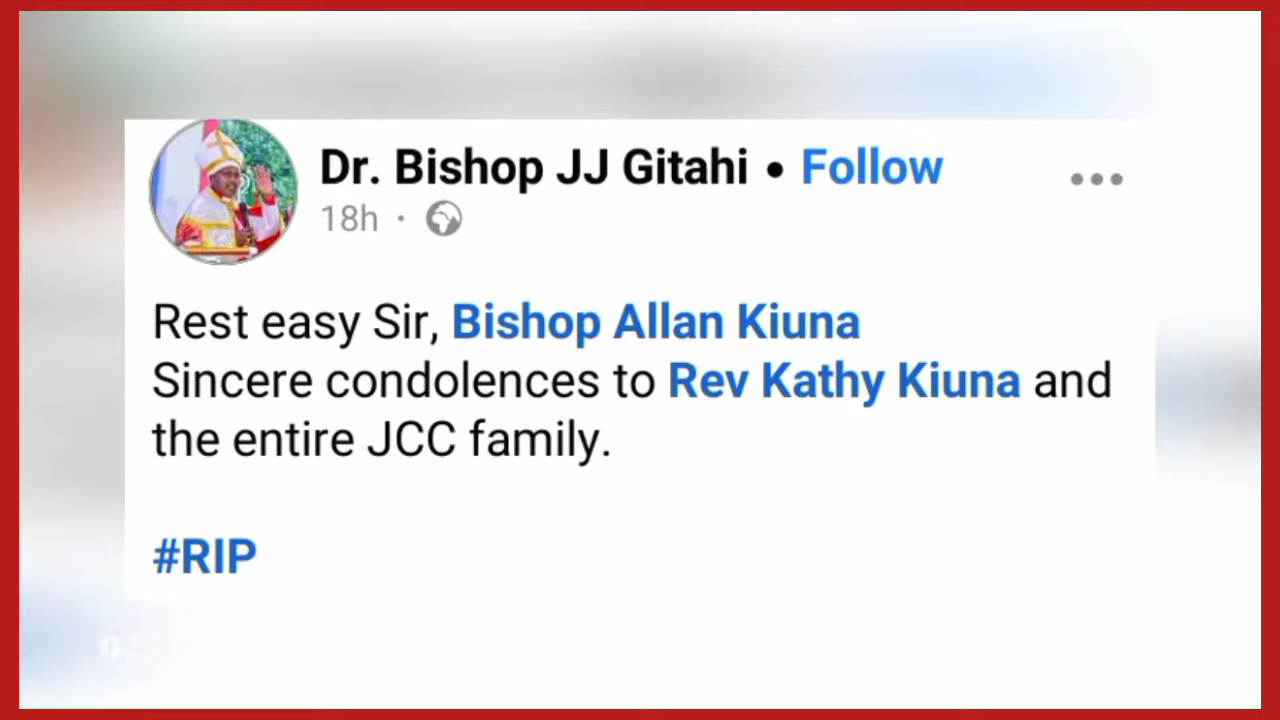 Dr. Bishop JJ Gitahi • Follow
18h ·
Rest easy Sir, Bishop Allan Kiuna
Sincere condolences to Rev Kathy Kiuna and
the entire JCC family.
#RIP